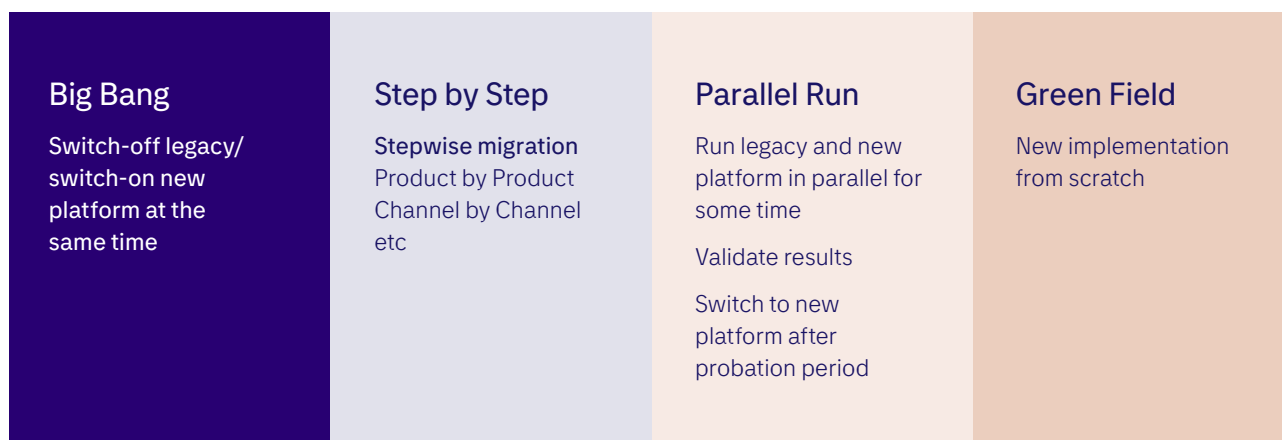 Big Bang
Switch-off legacy/
switch-on new
platform at the
same time
Step by Step
Stepwise migration
Product by Product
Channel by Channel
etc
Parallel Run
Run legacy and new
platform in parallel for
some time
Validate results
Switch to new
platform after
probation period
Green Field
New implementation
from scratch